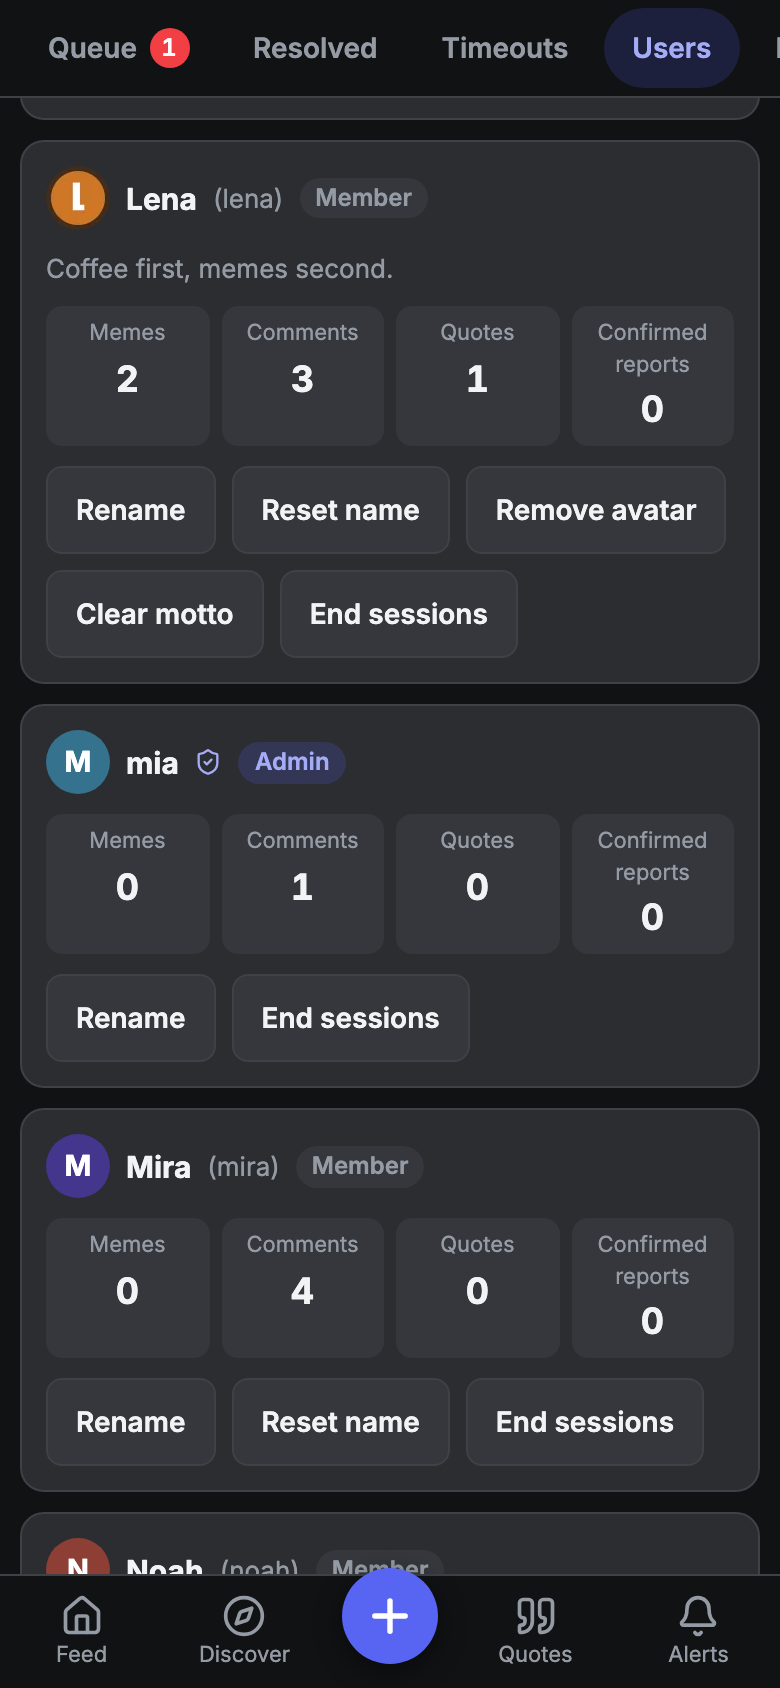 Queue 1 Resolved Timeouts Users
L Lena (lena) Member
Coffee first, memes second.
Memes Comments Quotes Confirmed reports
2 3 1 0
Rename Reset name Remove avatar
Clear motto End sessions
M mia Admin
Memes Comments Quotes Confirmed reports
0 1 0 0
Rename End sessions
M Mira (mira) Member
Memes Comments Quotes Confirmed reports
0 4 0 0
Rename Reset name End sessions
N Noah (noah) Member
Feed Discover Quotes Alerts